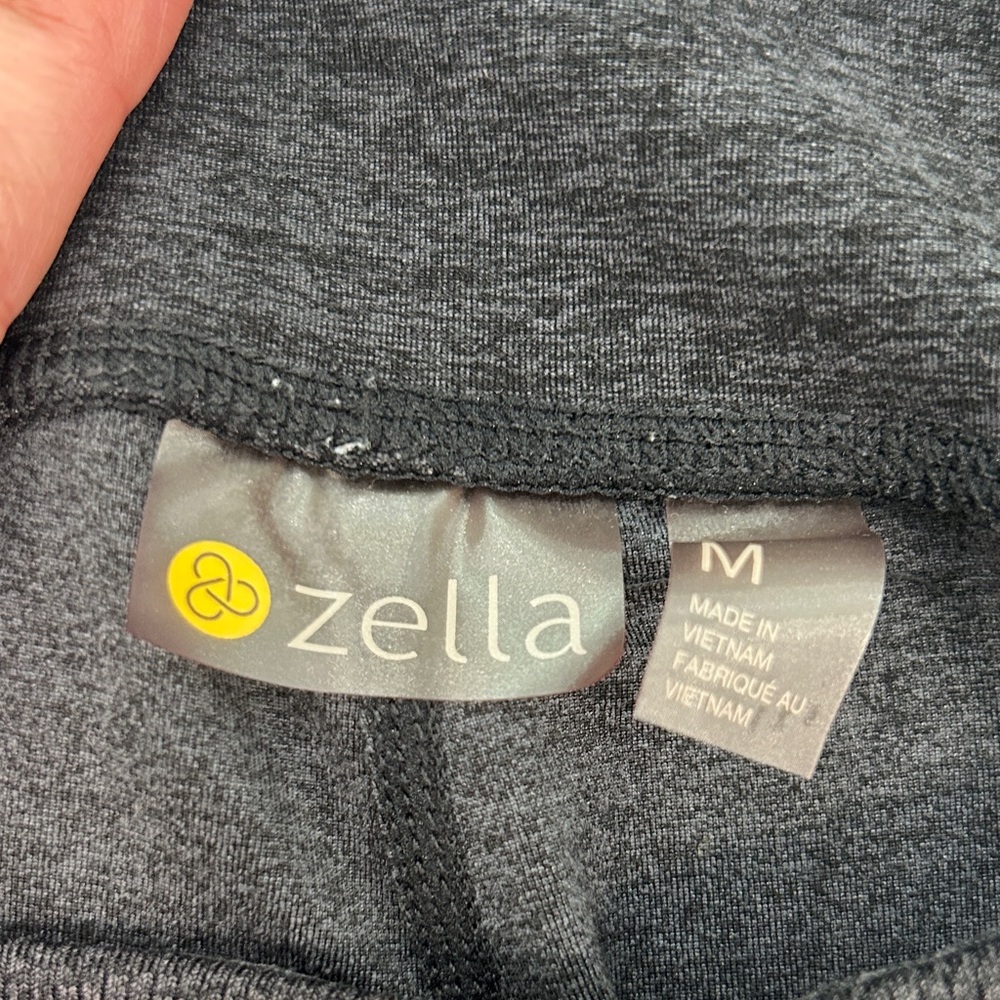 zella
M
MADE IN
VIETNAM
FABRIQUÉ AU
VIETNAM